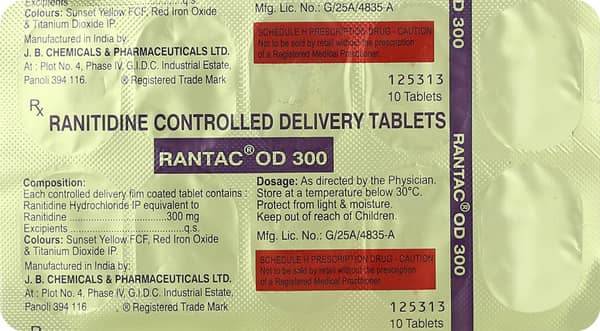 Excipients ............................q.s.
Colours: Sunset Yellow FCF, Red Iron Oxide
& Titanium Dioxide IP.
Manufactured in India by:
J. B. CHEMICALS & PHARMACEUTICALS LTD.
At : Plot No. 4, Phase IV, G.I.D.C. Industrial Estate,
Panoli 394 116. ® Registered Trade Mark
Mfg. Lic. No.: G/25A/4835-A
SCHEDULE H PRESCRIPTION DRUG - CAUTION
Not to be sold by retail without the prescription
of a Registered Medical Practitioner.
125313
10 Tablets
OD 300
Rx RANITIDINE CONTROLLED DELIVERY TABLETS
RANTAC® OD 300
Composition:
Each controlled delivery film coated tablet contains :
Ranitidine Hydrochloride IP equivalent to
Ranitidine ..................................300 mg
Excipients ....................................q.s.
Colours: Sunset Yellow FCF, Red Iron Oxide
& Titanium Dioxide IP.
Manufactured in India by:
J. B. CHEMICALS & PHARMACEUTICALS LTD.
At : Plot No. 4, Phase IV, G.I.D.C. Industrial Estate,
Panoli 394 116. ® Registered Trade Mark
Dosage: As directed by the Physician.
Store at a temperature below 30°C.
Protect from light & moisture.
Keep out of reach of Children.
Mfg. Lic. No.: G/25A/4835-A
SCHEDULE H PRESCRIPTION DRUG - CAUTION
Not to be sold by retail without the prescription
of a Registered Medical Practitioner.
125313
10 Tablets
RANTAC® OD 300